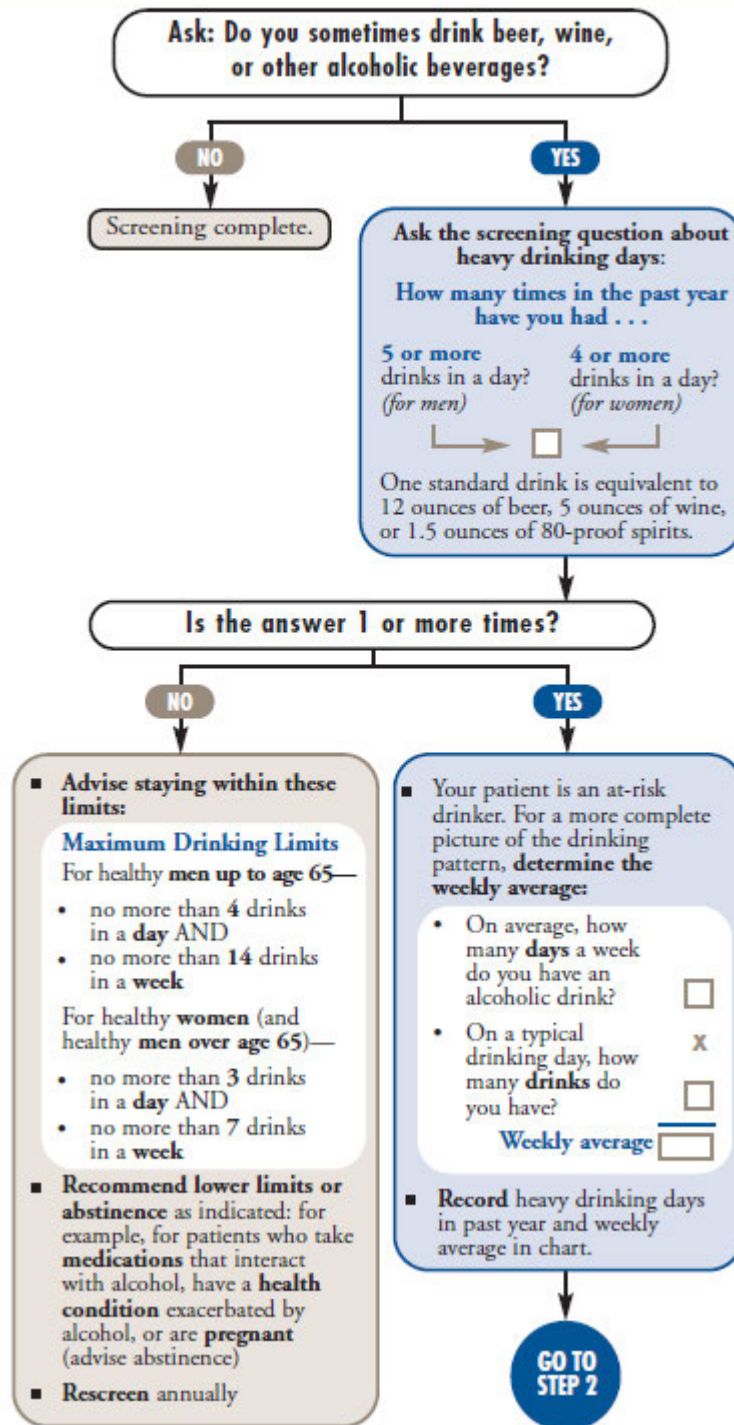 Ask: Do you sometimes drink beer, wine,
or other alcoholic beverages?
NO
YES
Screening complete.
Ask the screening question about
heavy drinking days:
How many times in the past year
have you had . . .
5 or more
drinks in a day?
(for men)
4 or more
drinks in a day?
(for women)
One standard drink is equivalent to
12 ounces of beer, 5 ounces of wine,
or 1.5 ounces of 80-proof spirits.
Is the answer 1 or more times?
NO
YES
▪ Advise staying within these
limits:
Maximum Drinking Limits
For healthy men up to age 65—
• no more than 4 drinks
in a day AND
• no more than 14 drinks
in a week
For healthy women (and
healthy men over age 65)—
• no more than 3 drinks
in a day AND
• no more than 7 drinks
in a week
▪ Recommend lower limits or
abstinence as indicated: for
example, for patients who take
medications that interact
with alcohol, have a health
condition exacerbated by
alcohol, or are pregnant
(advise abstinence)
▪ Rescreen annually
▪ Your patient is an at-risk
drinker. For a more complete
picture of the drinking
pattern, determine the
weekly average:
• On average, how
many days a week
do you have an
alcoholic drink?
• On a typical
drinking day, how
many drinks do
you have?
x
Weekly average
▪ Record heavy drinking days
in past year and weekly
average in chart.
GO TO
STEP 2